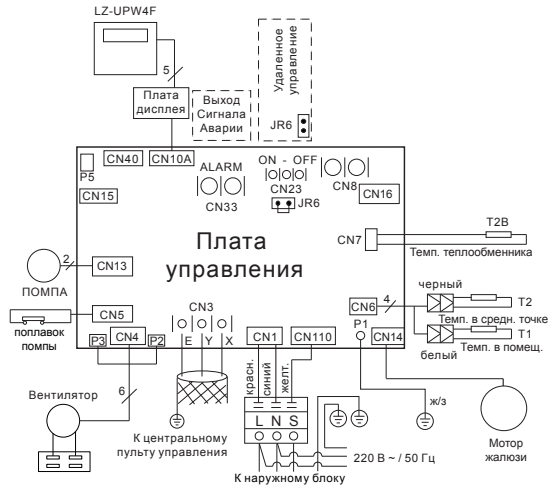 LZ-UPW4F
5
Плата
дисплея
Выход
Сигнала
Аварии
Удаленное
управление
JR6
P5
CN40
CN10A
ALARM
CN33
ON - OFF
CN23
JR6
CN8
CN16
CN15
Плата
управления
CN7
T2B
Темп. теплообменника
2
CN13
ПОМПА
CN5
поплавок
помпы
P3
CN4
P2
CN3
E
Y
X
CN1
CN110
CN6
4
P1
CN14
черный
T2
Темп. в средн. точке
T1
белый
Темп. в помещ.
красн.
синий
желт.
6
Вентилятор
L N S
ж/з
К центральному
пульту управления
220 В ~ / 50 Гц
К наружному блоку
Мотор
жалюзи